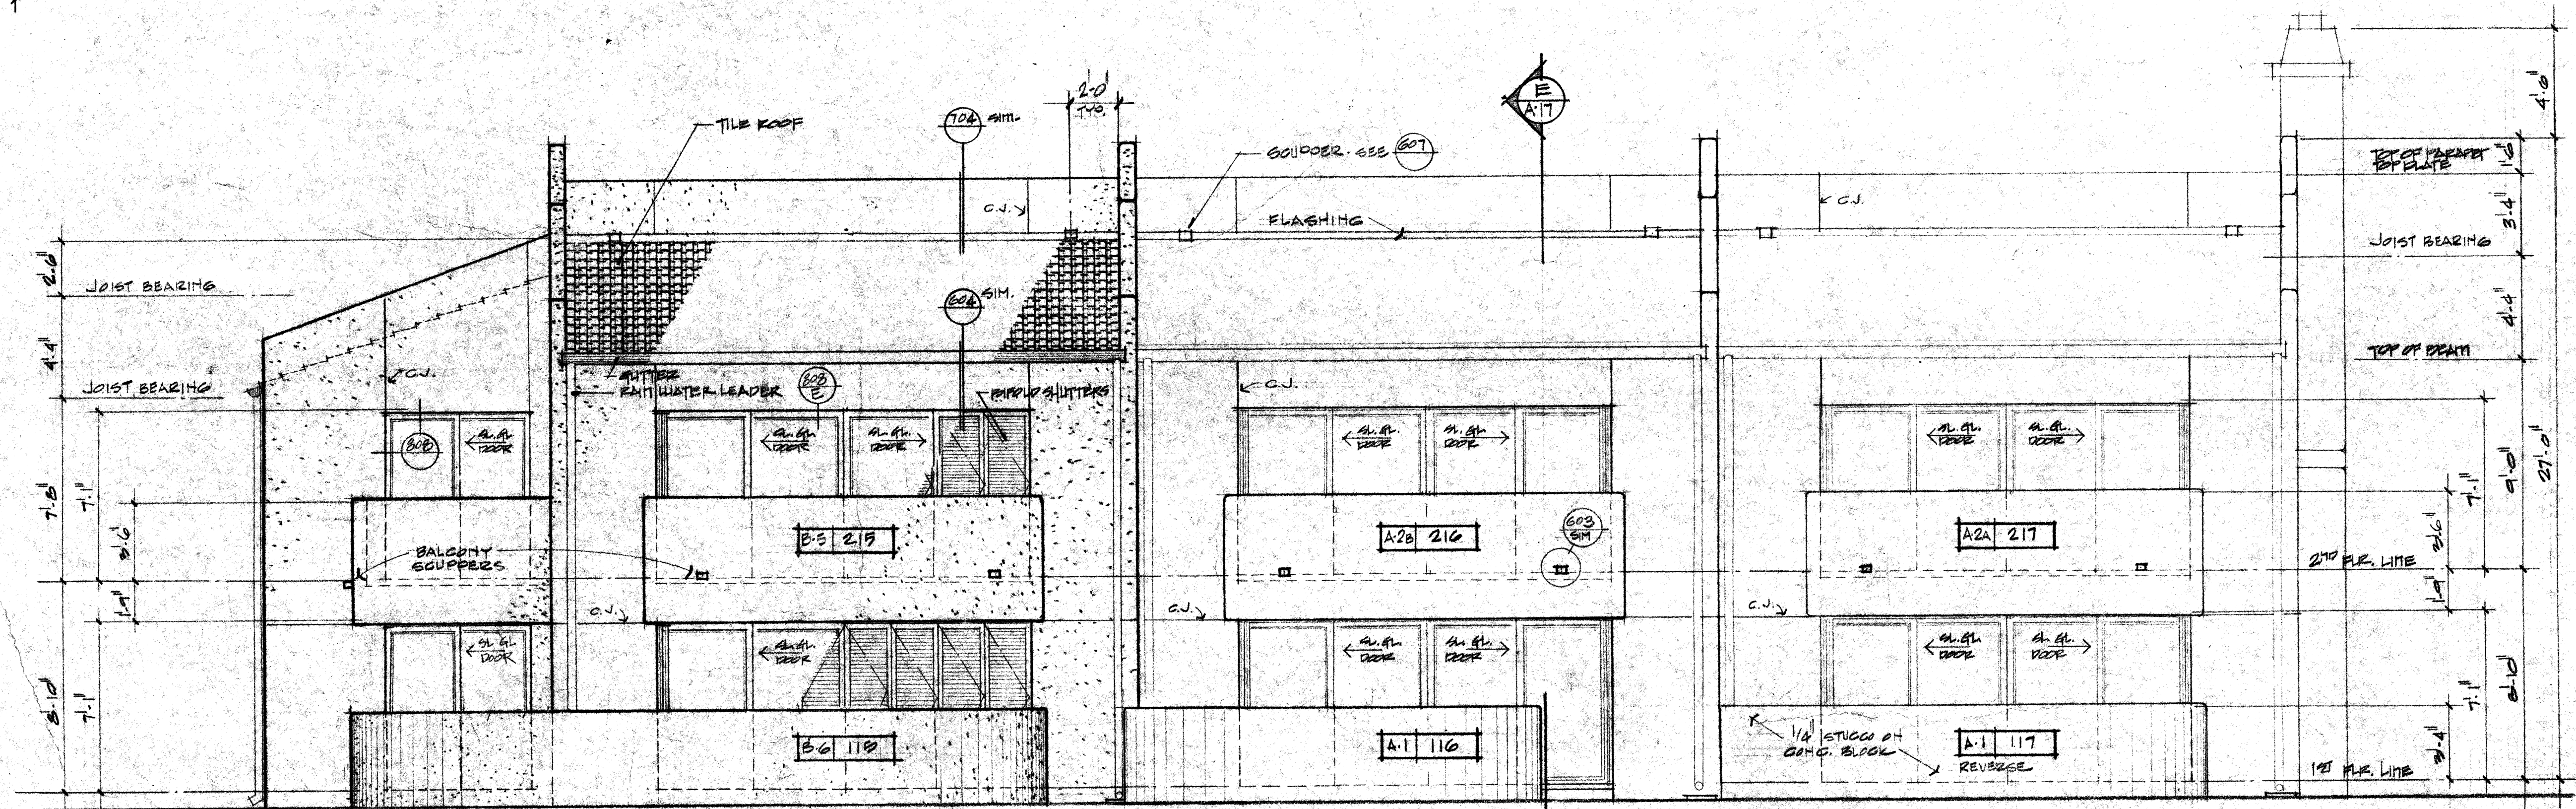 2'-0"
TYP.
TILE ROOF
704 SIM.
E
A·17
SCUPPER · SEE 607
TOP OF PARAPET
TOP PLATE
4'-6"
1'-6"
C.J.
FLASHING
C.J.
3'-4"
JOIST BEARING
2'-6"
JOIST BEARING
604 SIM.
4'-4"
4'-4"
TOP OF BEAM
C.J.
GUTTER
RAIN WATER LEADER
808
E
BIFOLD SHUTTERS
C.J.
JOIST BEARING
808
SL. GL.
DOOR
SL. GL.
DOOR
SL. GL.
DOOR
SL. GL.
DOOR
SL. GL.
DOOR
SL. GL.
DOOR
SL. GL.
DOOR
7'-8"
7'-1"
3'-6"
7'-1"
9'-0"
27'-0"
BALCONY
SCUPPERS
B-5 215
A-2B 216
603
SIM
A-2A 217
3'-6"
2ND FLR. LINE
1'-9"
1'-9"
C.J.
C.J.
C.J.
SL. GL.
DOOR
SL. GL.
DOOR
SL. GL.
DOOR
SL. GL.
DOOR
SL. GL.
DOOR
SL. GL.
DOOR
8'-10"
7'-1"
7'-1"
8'-10"
B-6 115
A-1 116
1/4" STUCCO ON
CONC. BLOCK
A-1 117
REVERSE
3'-4"
1ST FLR. LINE